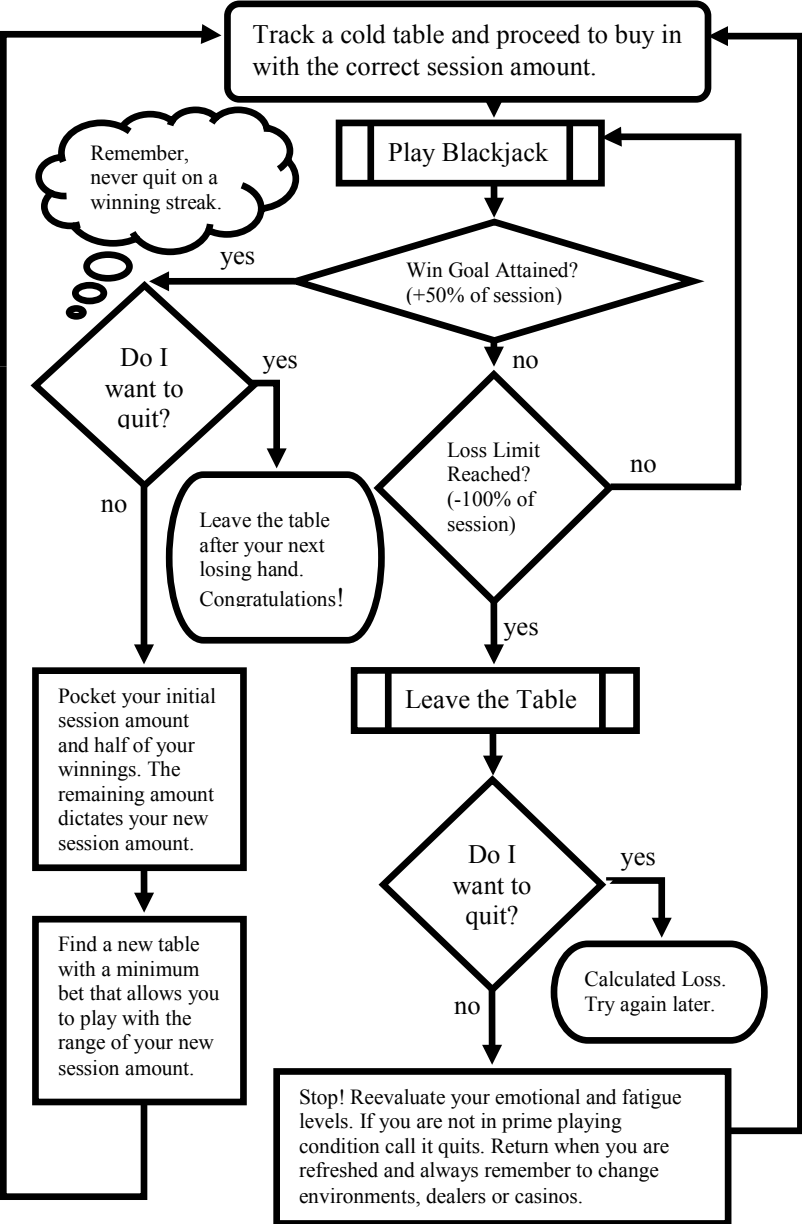 Track a cold table and proceed to buy in
with the correct session amount.
Remember,
never quit on a
winning streak.
Play Blackjack
yes
Win Goal Attained?
(+50% of session)
no
Do I
want to
quit?
yes
no
Loss Limit
Reached?
(-100% of
session)
no
yes
Leave the table
after your next
losing hand.
Congratulations!
Pocket your initial
session amount
and half of your
winnings. The
remaining amount
dictates your new
session amount.
Leave the Table
Do I
want to
quit?
yes
no
Find a new table
with a minimum
bet that allows you
to play with the
range of your new
session amount.
Calculated Loss.
Try again later.
Stop! Reevaluate your emotional and fatigue
levels. If you are not in prime playing
condition call it quits. Return when you are
refreshed and always remember to change
environments, dealers or casinos.